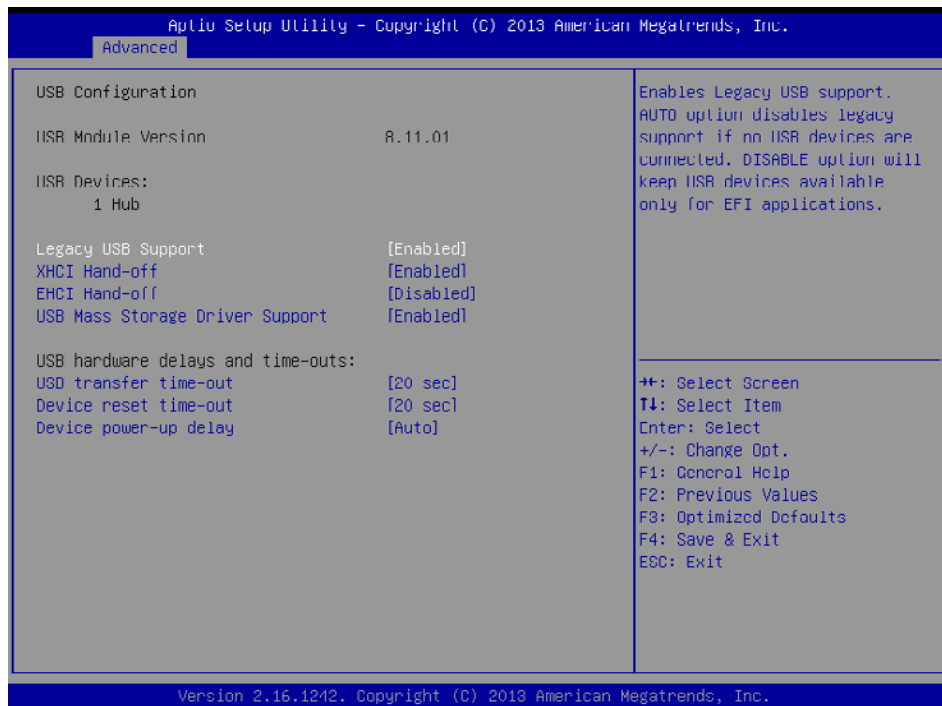 Aptio Setup Utility – Copyright (C) 2013 American Megatrends, Inc.
Advanced
USB Configuration
USB Module Version 8.11.01
USB Devices:
1 Hub
Legacy USB Support [Enabled]
XHCI Hand-off [Enabled]
EHCI Hand-off [Disabled]
USB Mass Storage Driver Support [Enabled]
USB hardware delays and time-outs:
USB transfer time-out [20 sec]
Device reset time-out [20 sec]
Device power-up delay [Auto]
Enables Legacy USB support.
AUTO option disables legacy
support if no USB devices are
connected. DISABLE option will
keep USB devices available
only for EFI applications.
→←: Select Screen
↑↓: Select Item
Enter: Select
+/-: Change Opt.
F1: General Help
F2: Previous Values
F3: Optimized Defaults
F4: Save & Exit
ESC: Exit
Version 2.16.1242. Copyright (C) 2013 American Megatrends, Inc.